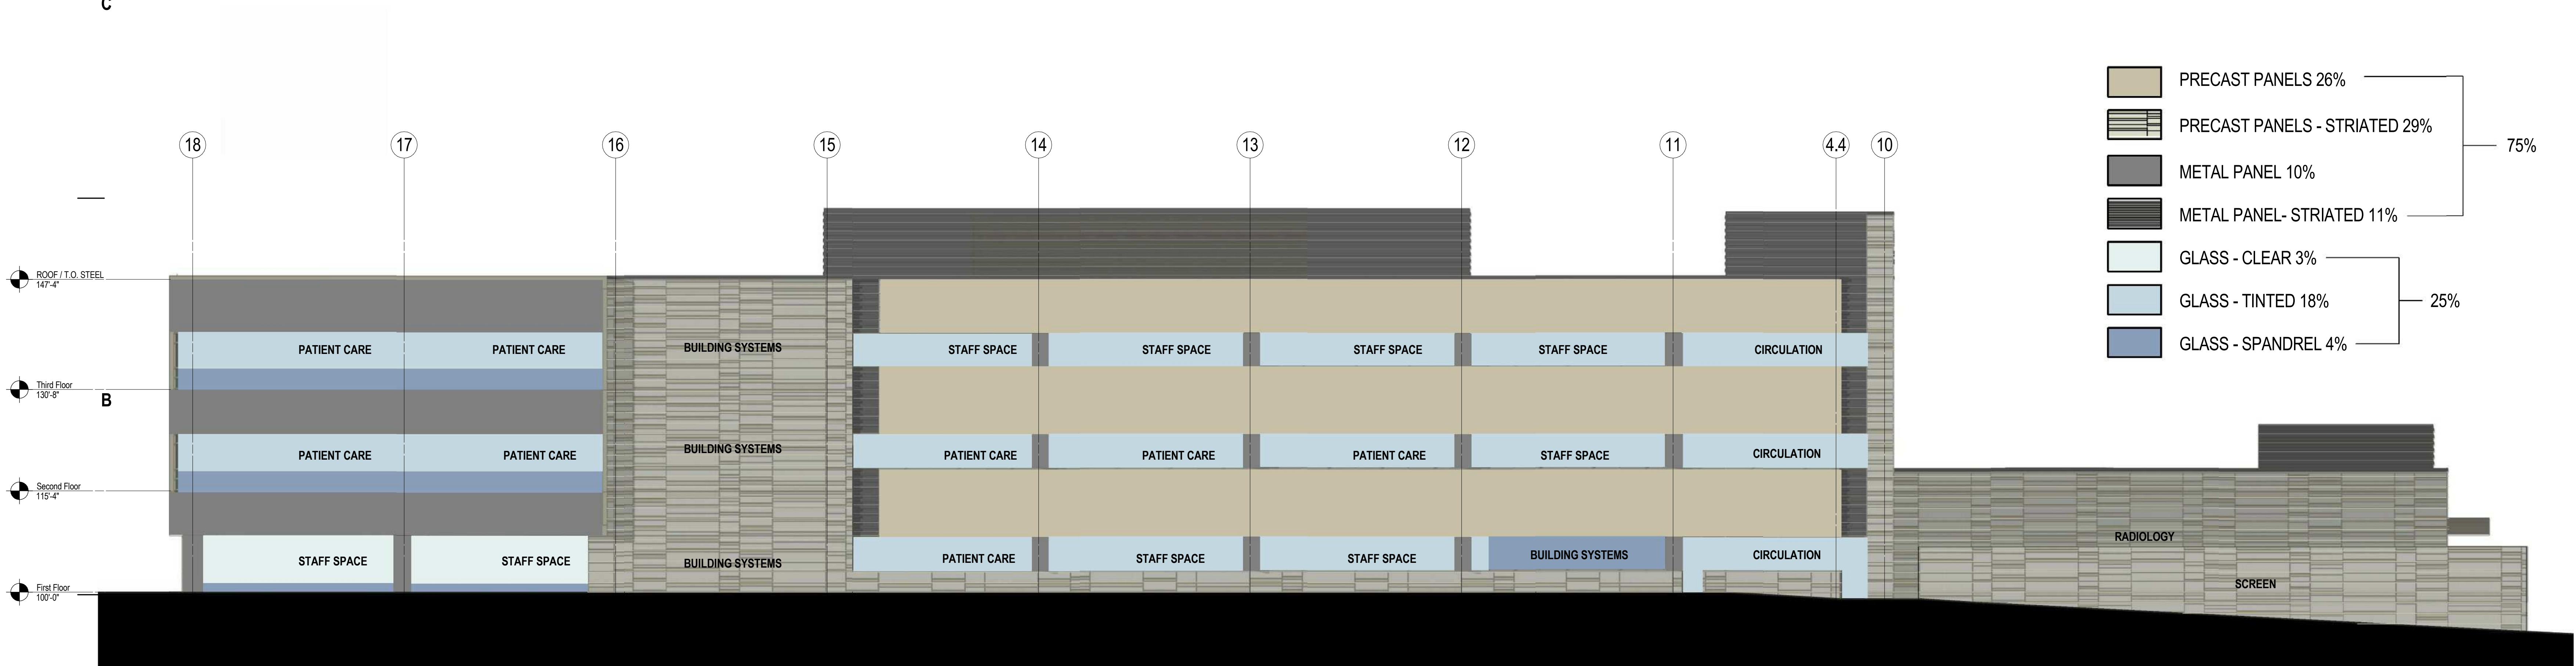 C
PRECAST PANELS 26%
PRECAST PANELS - STRIATED 29%
75%
METAL PANEL 10%
METAL PANEL- STRIATED 11%
GLASS - CLEAR 3%
GLASS - TINTED 18%
25%
GLASS - SPANDREL 4%
18 17 16 15 14 13 12 11 4.4 10
ROOF / T.O. STEEL
147'-4"
PATIENT CARE PATIENT CARE BUILDING SYSTEMS STAFF SPACE STAFF SPACE STAFF SPACE STAFF SPACE CIRCULATION
Third Floor
130'-8"
B
PATIENT CARE PATIENT CARE BUILDING SYSTEMS PATIENT CARE PATIENT CARE PATIENT CARE STAFF SPACE CIRCULATION
Second Floor
115'-4"
RADIOLOGY
STAFF SPACE STAFF SPACE BUILDING SYSTEMS PATIENT CARE STAFF SPACE STAFF SPACE BUILDING SYSTEMS CIRCULATION
SCREEN
First Floor
100'-0"